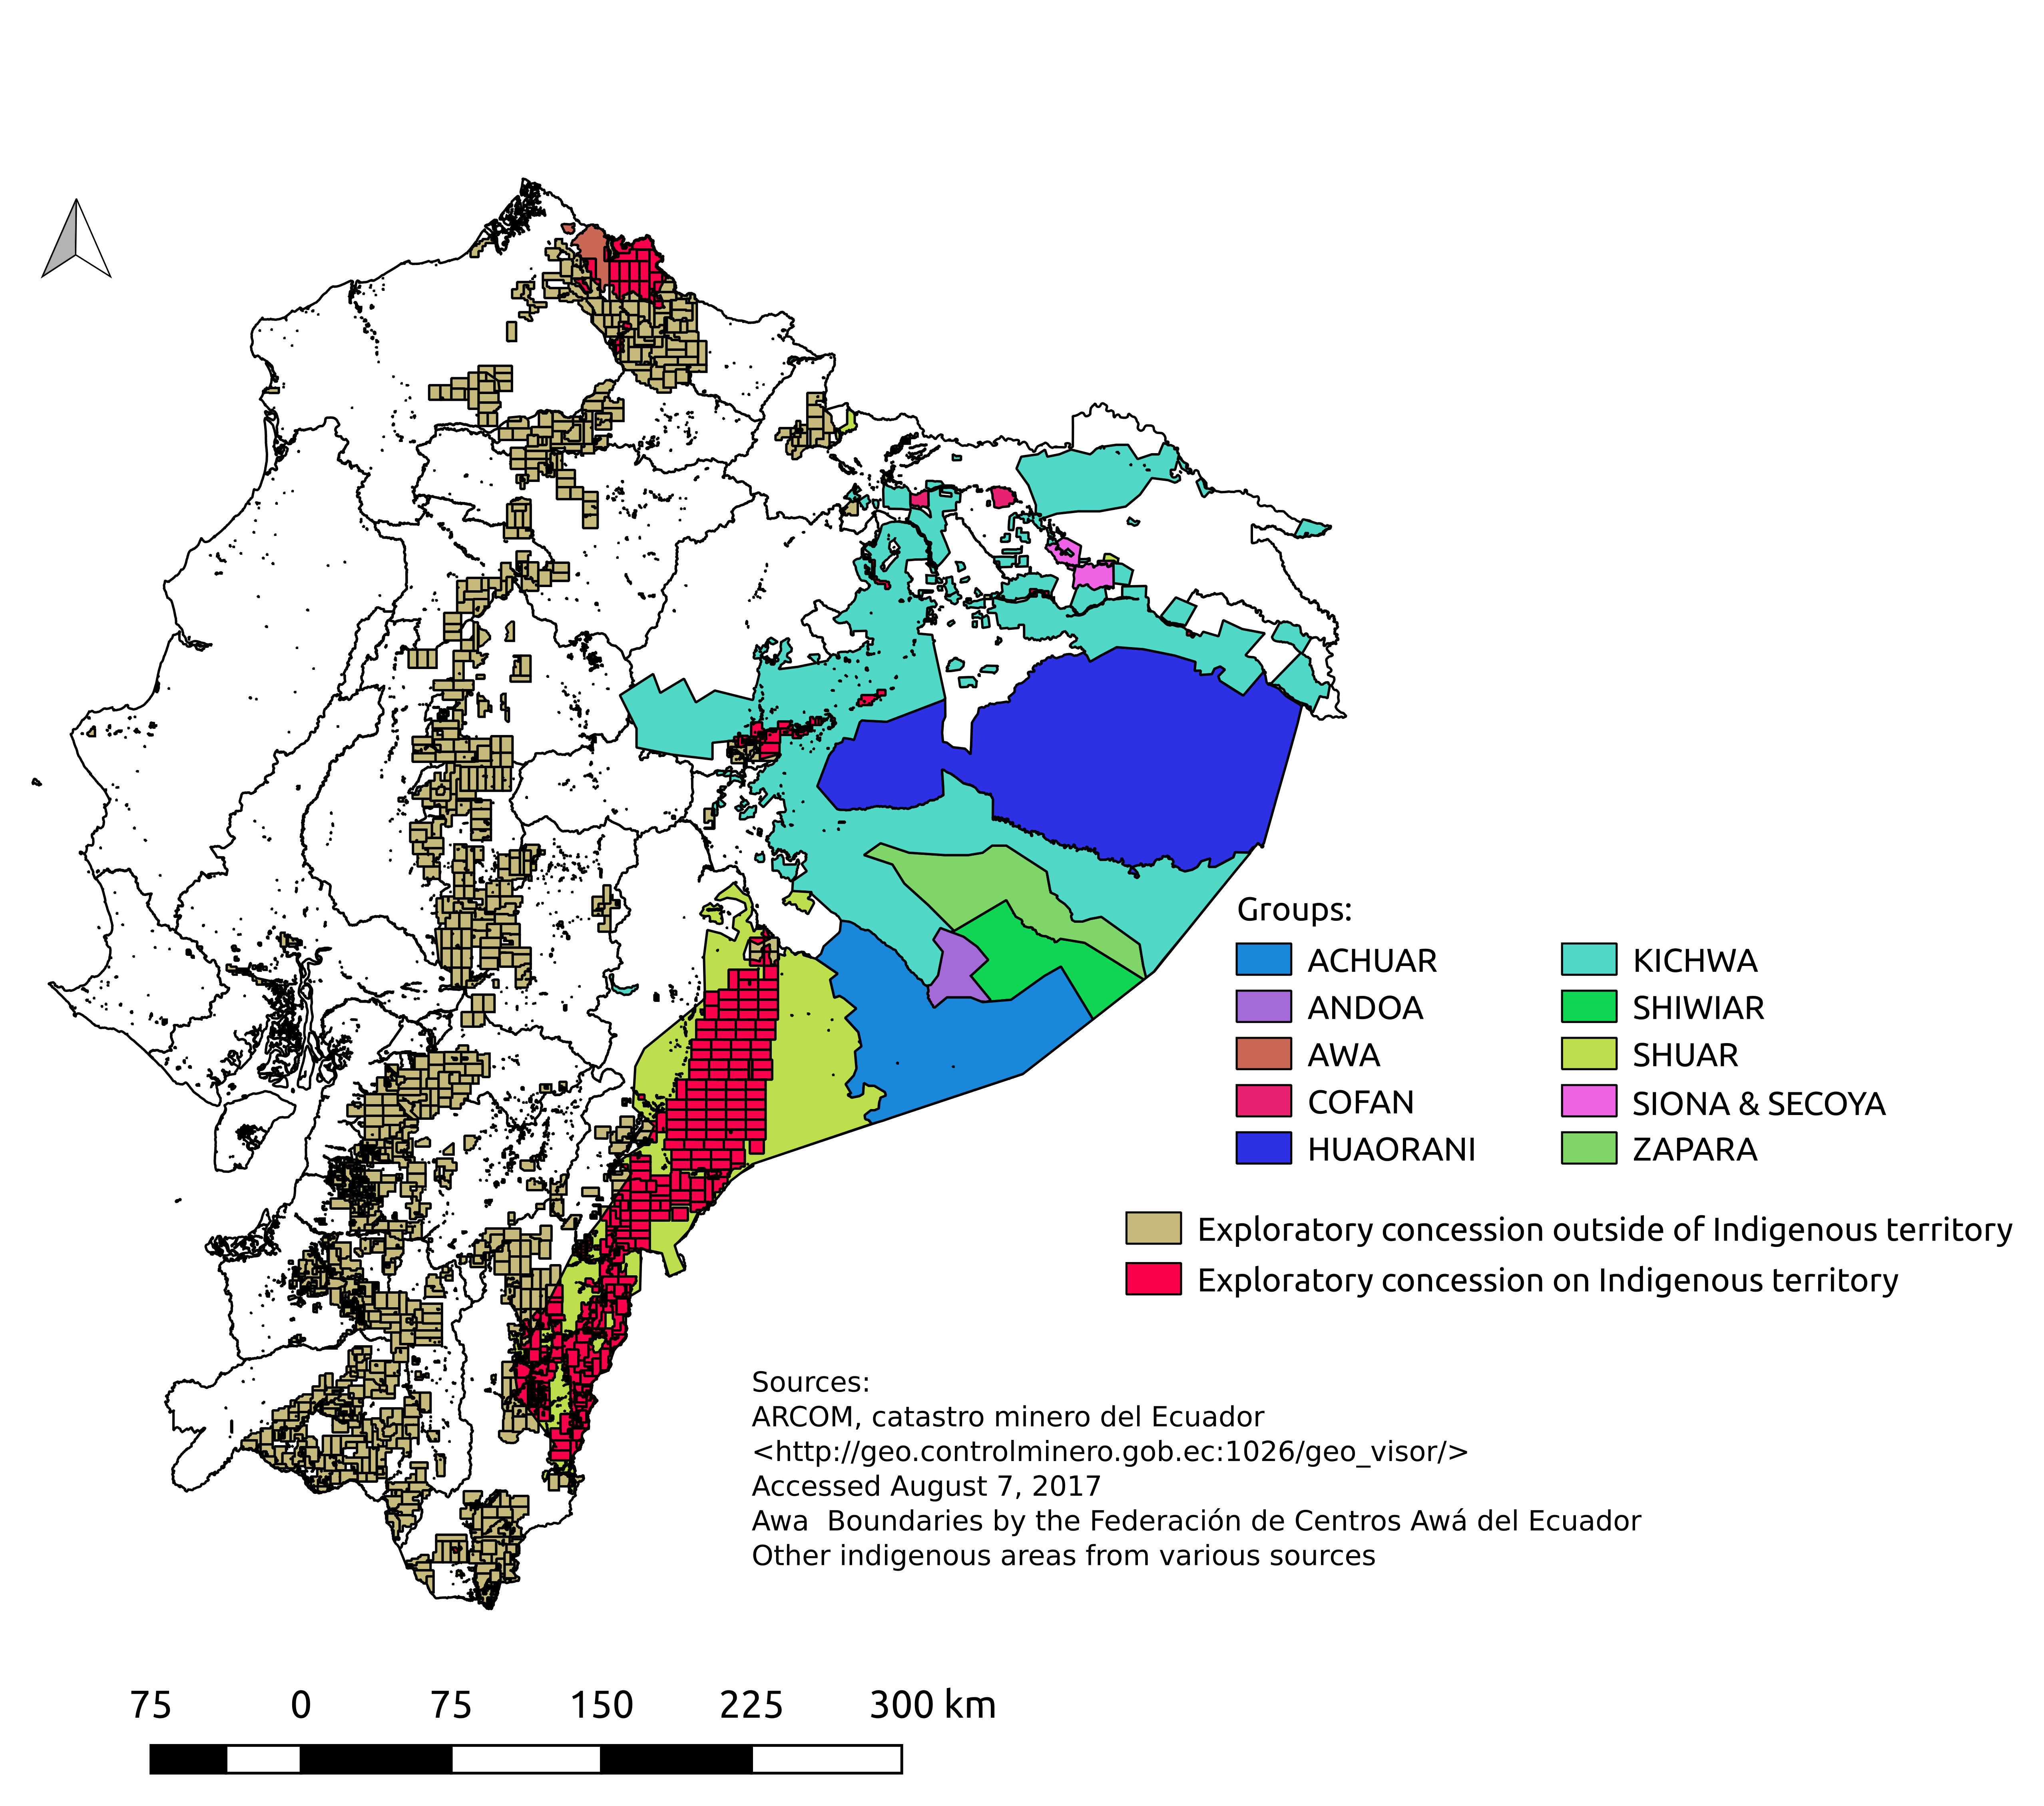 Groups:
ACHUAR
ANDOA
AWA
COFAN
HUAORANI
KICHWA
SHIWIAR
SHUAR
SIONA & SECOYA
ZAPARA
Exploratory concession outside of Indigenous territory
Exploratory concession on Indigenous territory
Sources:
ARCOM, catastro minero del Ecuador
<http://geo.controlminero.gob.ec:1026/geo_visor/>
Accessed August 7, 2017
Awa  Boundaries by the Federación de Centros Awá del Ecuador
Other indigenous areas from various sources
75 0 75 150 225 300 km